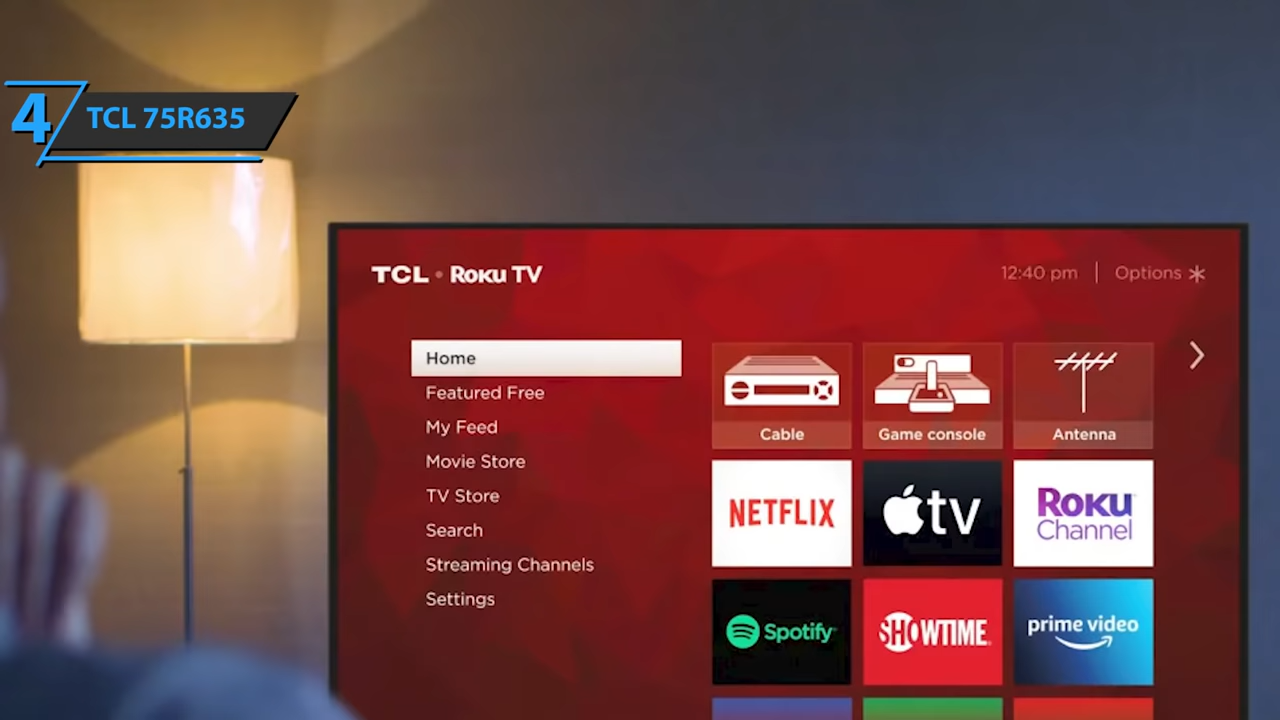 4
TCL 75R635
TCL • Roku TV
12:40 pm | Options
Home
Featured Free
My Feed
Movie Store
TV Store
Search
Streaming Channels
Settings
Cable
Game console
Antenna
NETFLIX
tv
Roku
Channel
Spotify
SHOWTIME
prime video